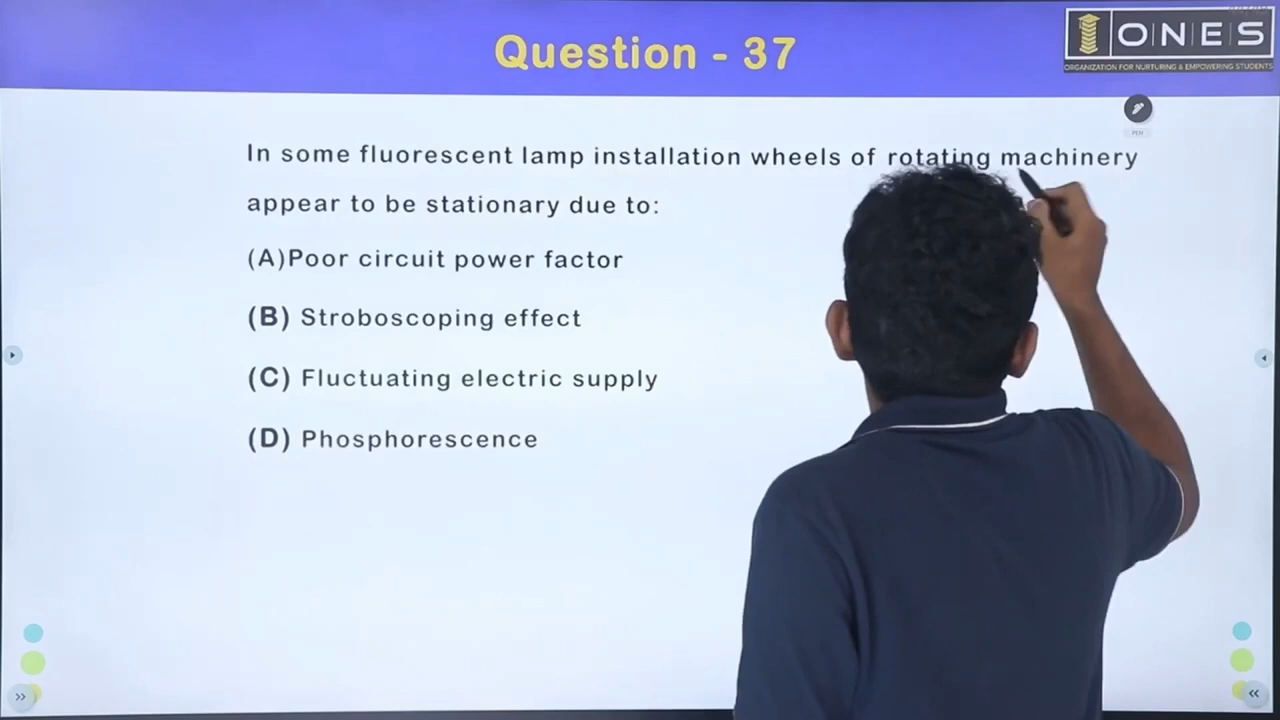 Question - 37
ONES
ORGANIZATION FOR NURTURING & EMPOWERING STUDENTS
PEN
In some fluorescent lamp installation wheels of rotating machinery
appear to be stationary due to:
(A)Poor circuit power factor
(B) Stroboscoping effect
(C) Fluctuating electric supply
(D) Phosphorescence